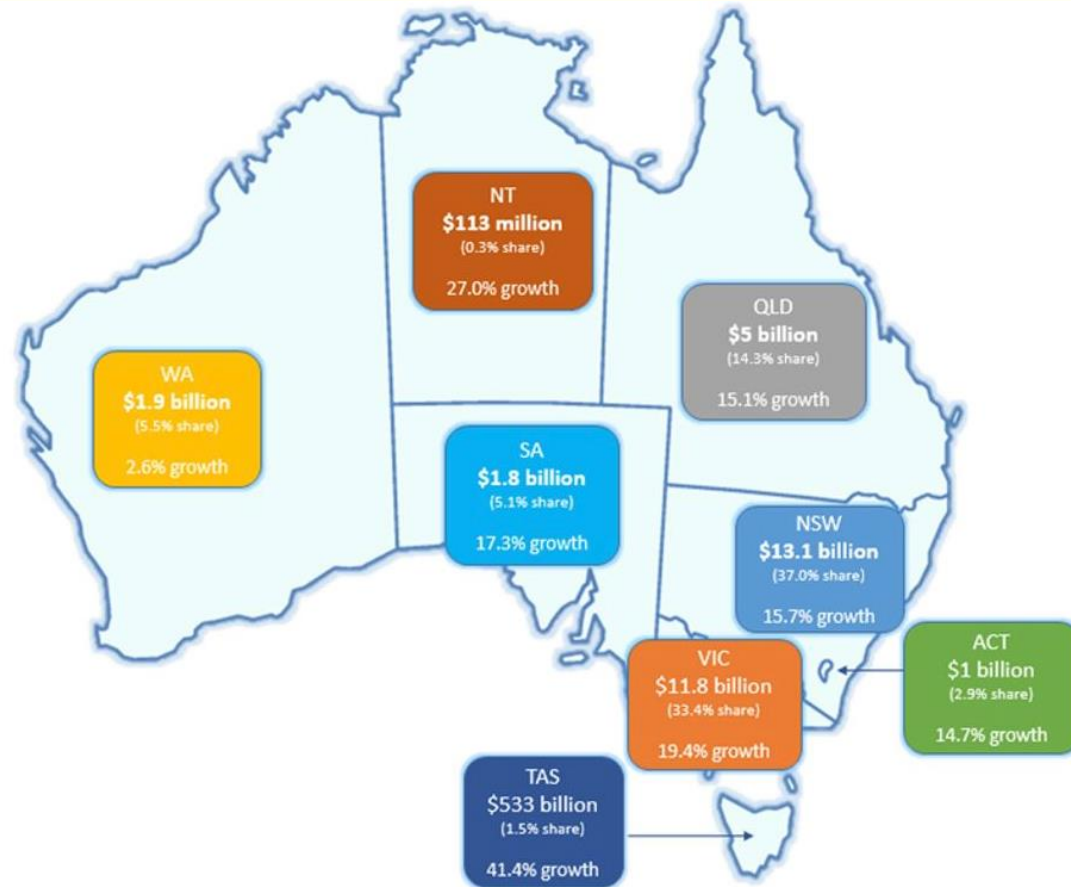 NT
$113 million
(0.3% share)
27.0% growth
QLD
$5 billion
(14.3% share)
15.1% growth
WA
$1.9 billion
(5.5% share)
2.6% growth
SA
$1.8 billion
(5.1% share)
17.3% growth
NSW
$13.1 billion
(37.0% share)
15.7% growth
ACT
$1 billion
(2.9% share)
14.7% growth
VIC
$11.8 billion
(33.4% share)
19.4% growth
TAS
$533 billion
(1.5% share)
41.4% growth